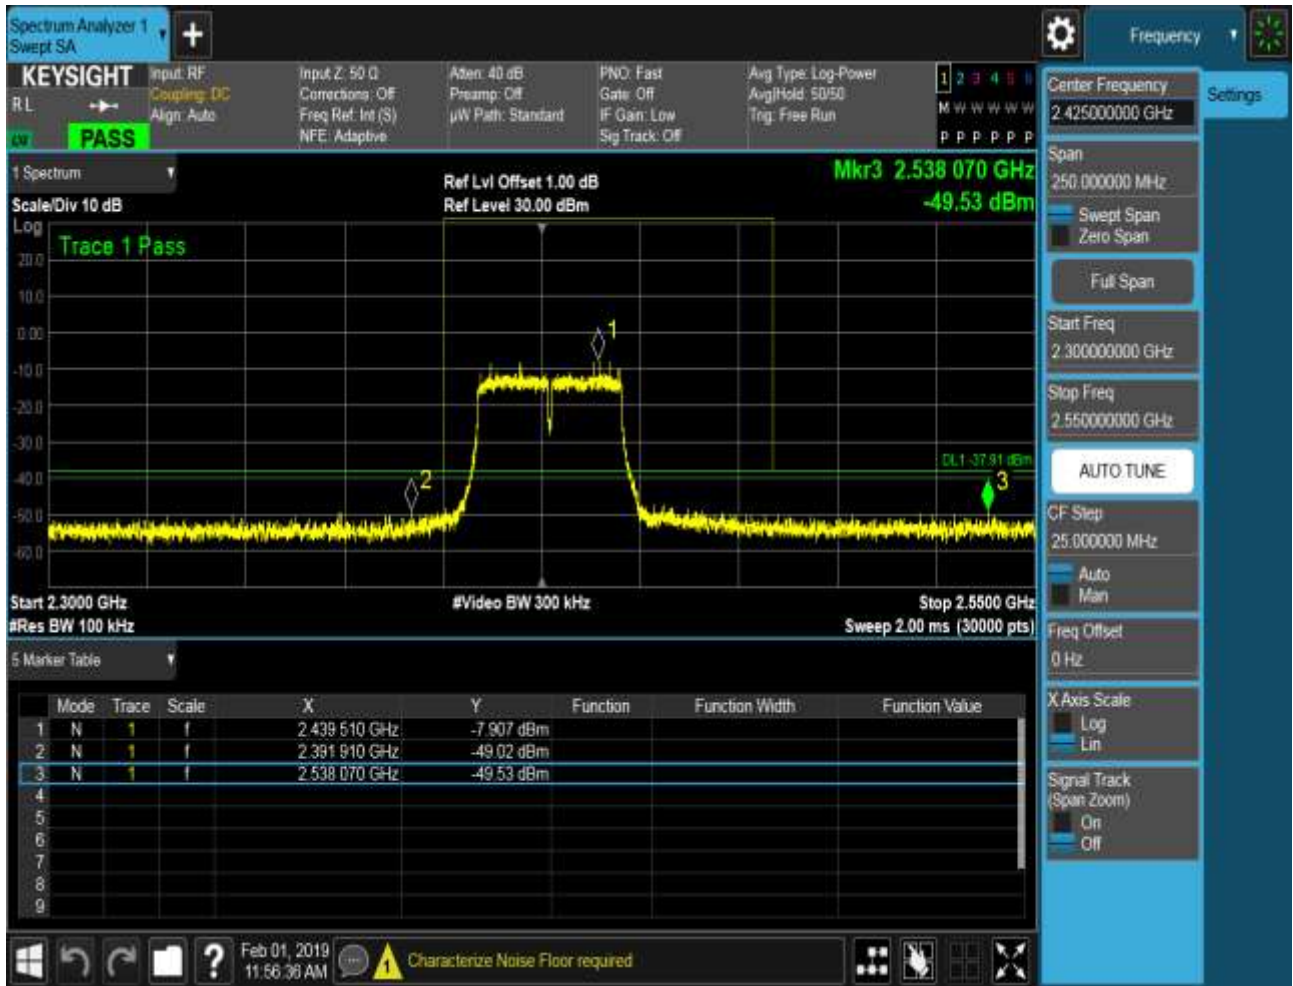 Spectrum Analyzer 1
Swept SA
Frequency
KEYSIGHT
R L
PASS
Input: RF
Coupling: DC
Align: Auto
Input Z: 50 Ω
Corrections: Off
Freq Ref: Int (S)
NFE: Adaptive
Atten: 40 dB
Preamp: Off
µW Path: Standard
PNO: Fast
Gate: Off
IF Gain: Low
Sig Track: Off
Avg Type: Log-Power
Avg|Hold: 50/50
Trig: Free Run
1 2 3 4 5 6
M W W W W W
P P P P P P
1 Spectrum
Scale/Div 10 dB
Ref Lvl Offset 1.00 dB
Ref Level 30.00 dBm
Mkr3 2.538 070 GHz
-49.53 dBm
Log
Trace 1 Pass
20.0
10.0
0.00
-10.0
-20.0
-30.0
-40.0
-50.0
-60.0
1
2
3
DL1 -37.91 dBm
Start 2.3000 GHz
#Video BW 300 kHz
Stop 2.5500 GHz
#Res BW 100 kHz
Sweep 2.00 ms (30000 pts)
5 Marker Table
Mode Trace Scale X Y Function Function Width Function Value
1 N 1 f 2.439 510 GHz -7.907 dBm
2 N 1 f 2.391 910 GHz -49.02 dBm
3 N 1 f 2.538 070 GHz -49.53 dBm
4
5
6
7
8
9
Feb 01, 2019
11:56:36 AM
1
Characterize Noise Floor required
Settings
Center Frequency
2.425000000 GHz
Span
250.000000 MHz
Swept Span
Zero Span
Full Span
Start Freq
2.300000000 GHz
Stop Freq
2.550000000 GHz
AUTO TUNE
CF Step
25.000000 MHz
Auto
Man
Freq Offset
0 Hz
X Axis Scale
Log
Lin
Signal Track
(Span Zoom)
On
Off